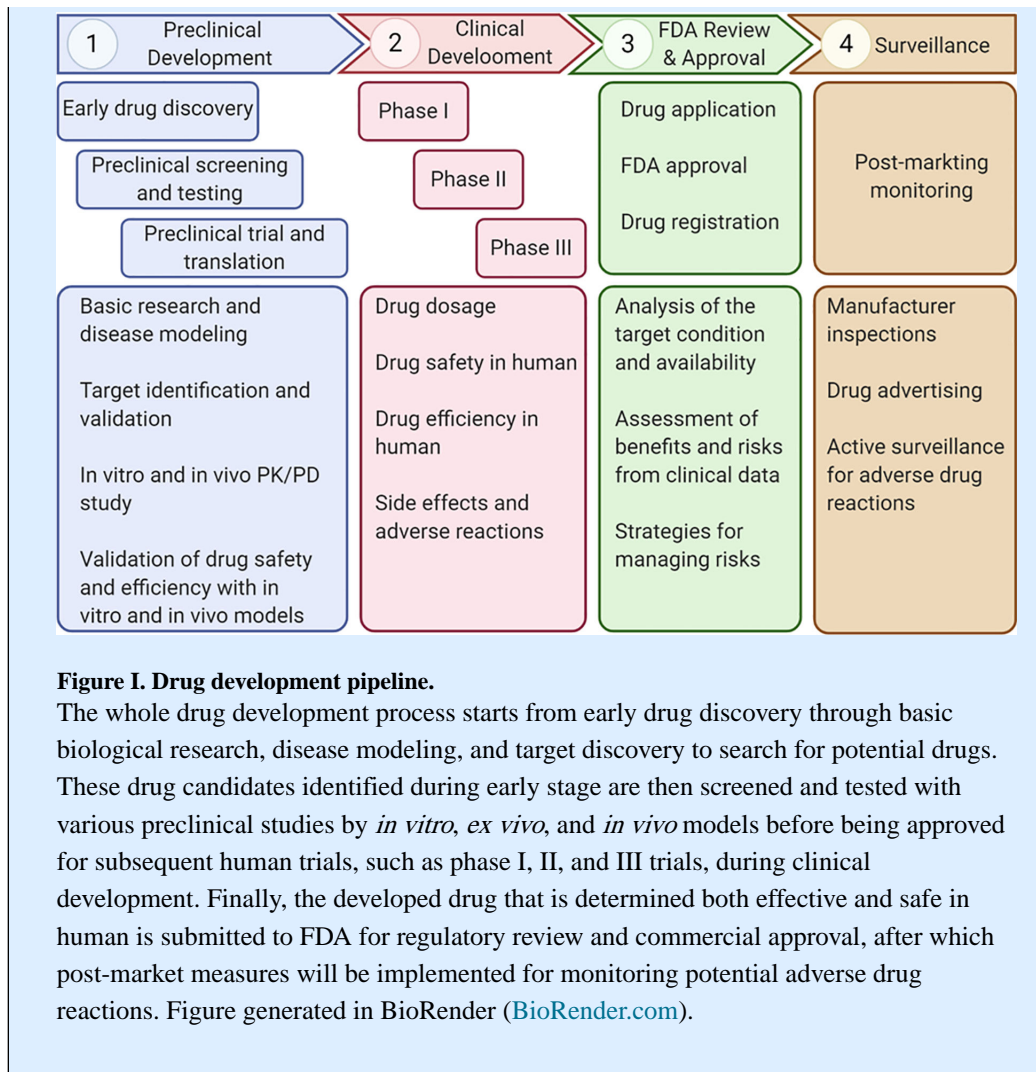 1
Preclinical
Development
2
Clinical
Develooment
3
FDA Review
& Approval
4
Surveillance
Early drug discovery
Preclinical screening
and testing
Preclinical trial and
translation
Phase I
Phase II
Phase III
Drug application
FDA approval
Drug registration
Post-markting
monitoring
Basic research and
disease modeling
Target identification and
validation
In vitro and in vivo PK/PD
study
Validation of drug safety
and efficiency with in
vitro and in vivo models
Drug dosage
Drug safety in human
Drug efficiency in
human
Side effects and
adverse reactions
Analysis of the
target condition
and availability
Assessment of
benefits and risks
from clinical data
Strategies for
managing risks
Manufacturer
inspections
Drug advertising
Active surveillance
for adverse drug
reactions
Figure I. Drug development pipeline.
The whole drug development process starts from early drug discovery through basic
biological research, disease modeling, and target discovery to search for potential drugs.
These drug candidates identified during early stage are then screened and tested with
various preclinical studies by in vitro, ex vivo, and in vivo models before being approved
for subsequent human trials, such as phase I, II, and III trials, during clinical
development. Finally, the developed drug that is determined both effective and safe in
human is submitted to FDA for regulatory review and commercial approval, after which
post-market measures will be implemented for monitoring potential adverse drug
reactions. Figure generated in BioRender (BioRender.com).